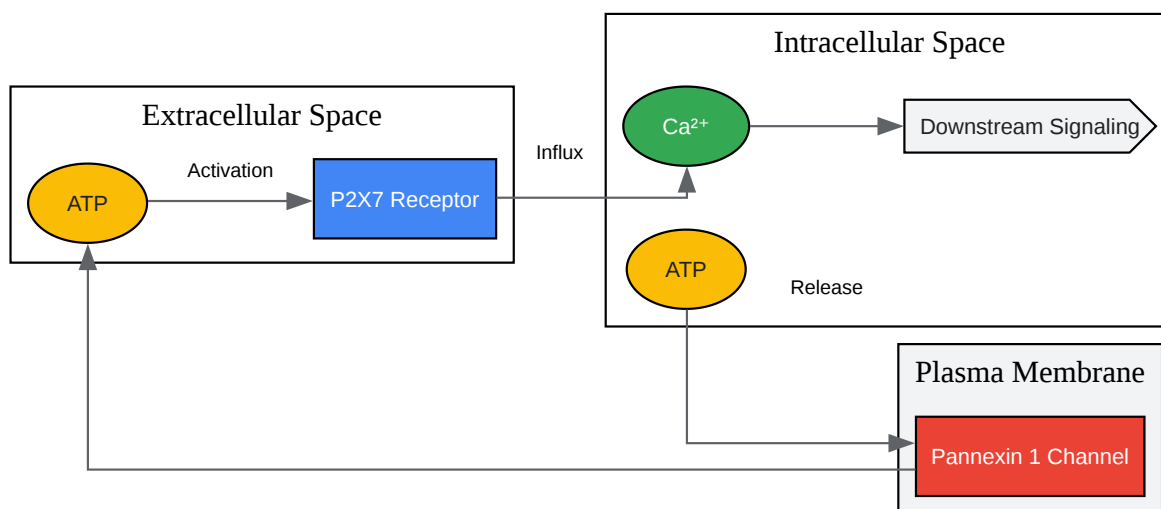 Intracellular Space
Extracellular Space
Ca²⁺
Downstream Signaling
Influx
Activation
ATP
P2X7 Receptor
ATP
Release
Plasma Membrane
Pannexin 1 Channel